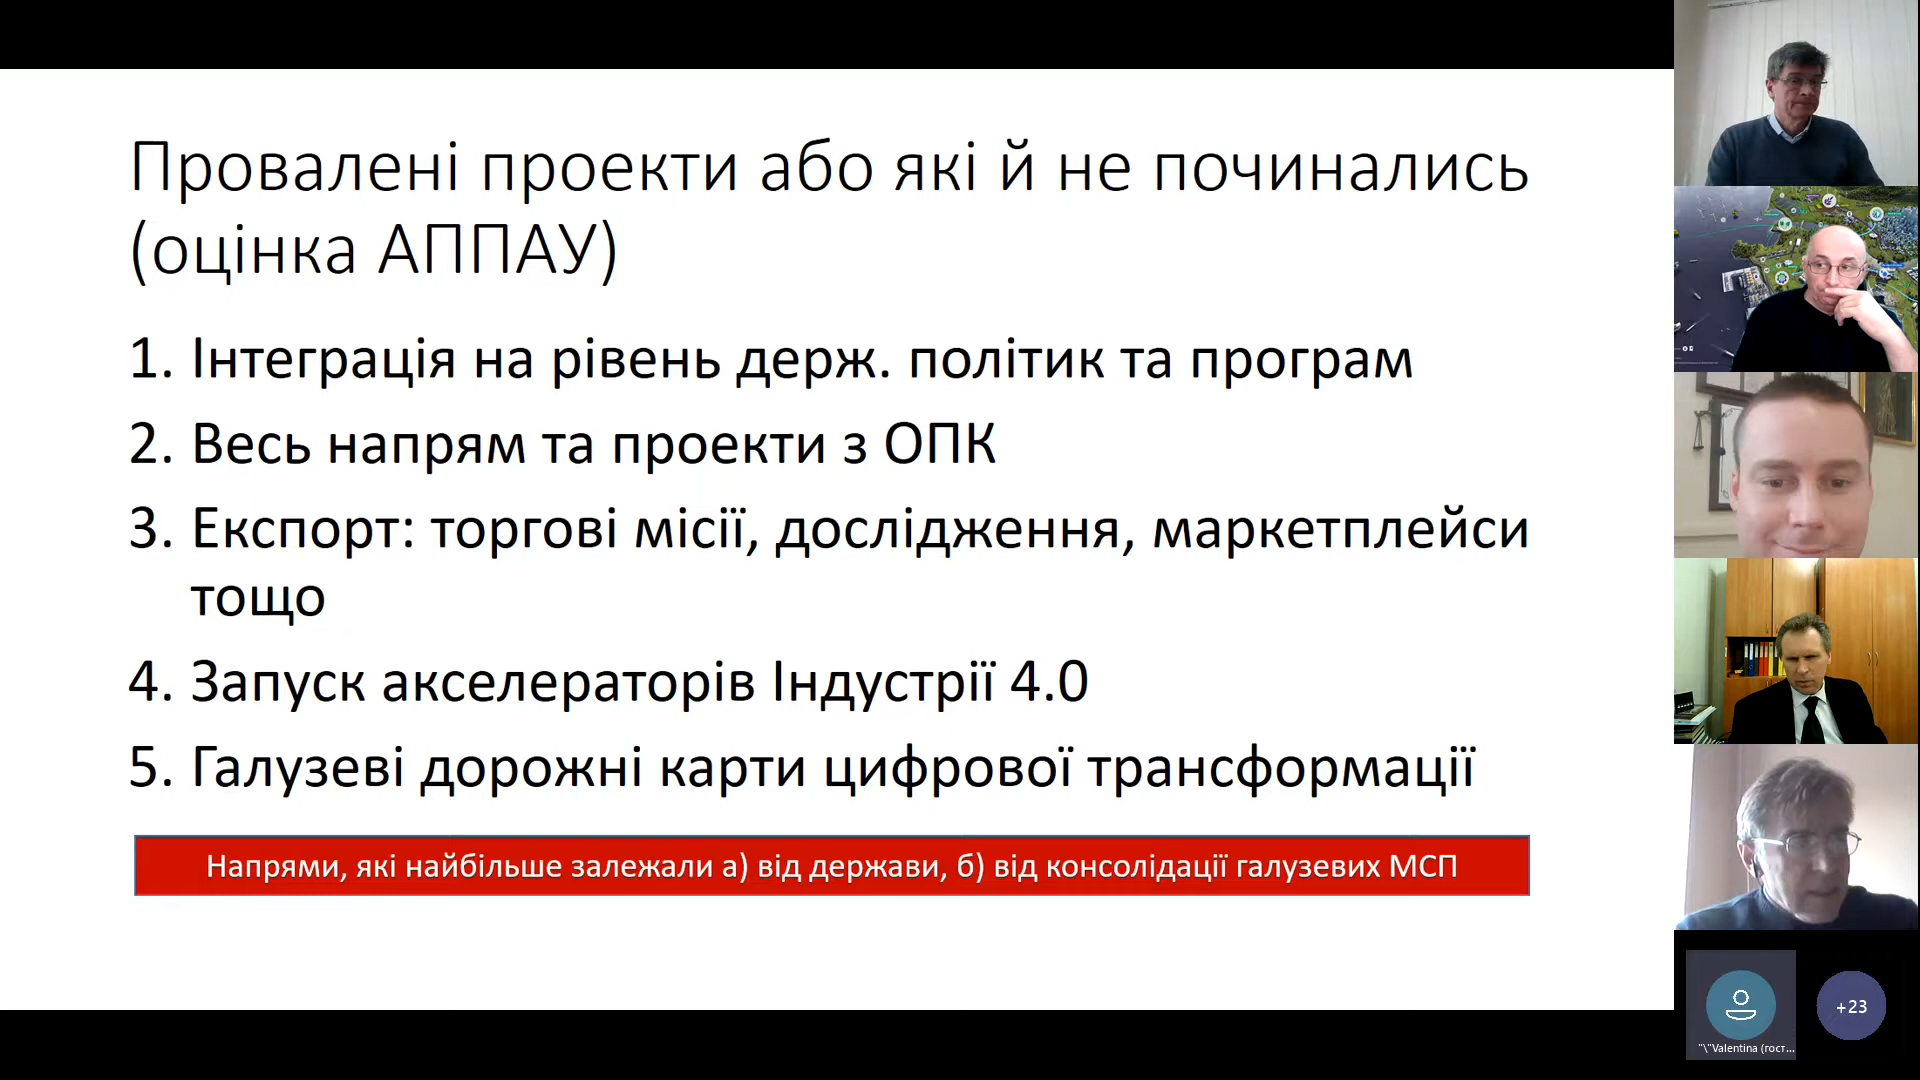 Провалені проекти або які й не починались
(оцінка АППАУ)
1. Інтеграція на рівень держ. політик та програм
2. Весь напрям та проекти з ОПК
3. Експорт: торгові місії, дослідження, маркетплейси
тощо
4. Запуск акселераторів Індустрії 4.0
5. Галузеві дорожні карти цифрової трансформації
Напрями, які найбільше залежали а) від держави, б) від консолідації галузевих МСП
"\"Valentina (гост...
+23